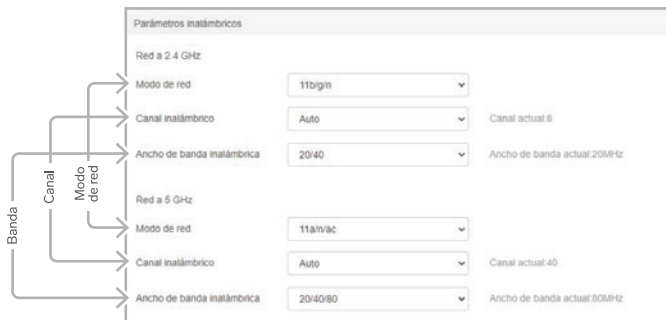 Parámetros inalámbricos
Red a 2.4 GHz
Modo de red
11b/g/n
Canal inalámbrico
Auto
Canal actual:8
Ancho de banda inalámbrica
20/40
Ancho de banda actual:20MHz
Red a 5 GHz
Modo de red
11a/n/ac
Canal inalámbrico
Auto
Canal actual:40
Ancho de banda inalámbrica
20/40/80
Ancho de banda actual:80MHz
Banda
Canal
Modo
de red